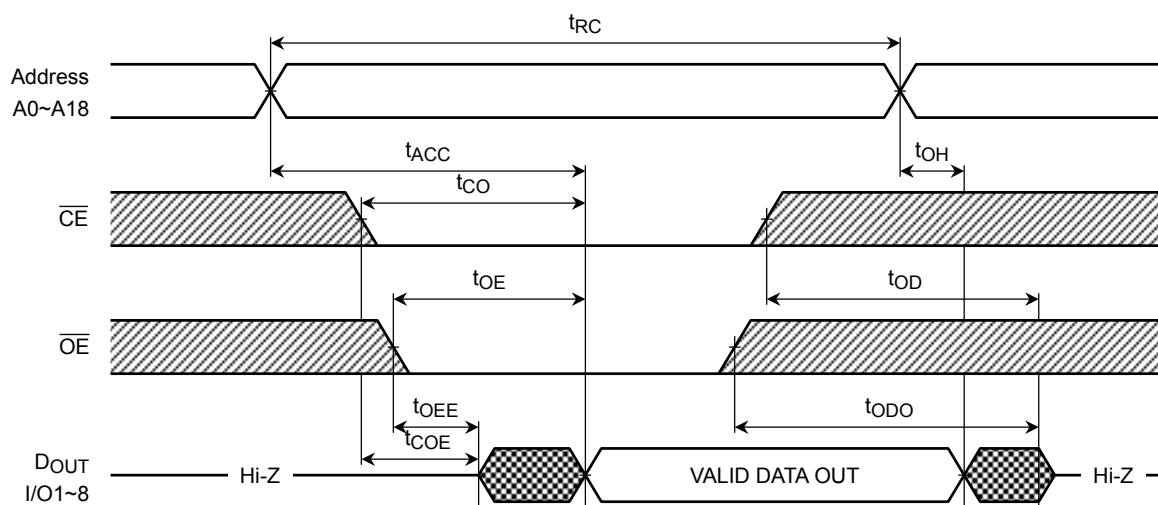 tRC
Address
A0~A18
tACC
tOH
tCO
CE
tOE
tOD
OE
tOEE
tODO
tCOE
DOUT
I/O1~8
Hi-Z
VALID DATA OUT
Hi-Z